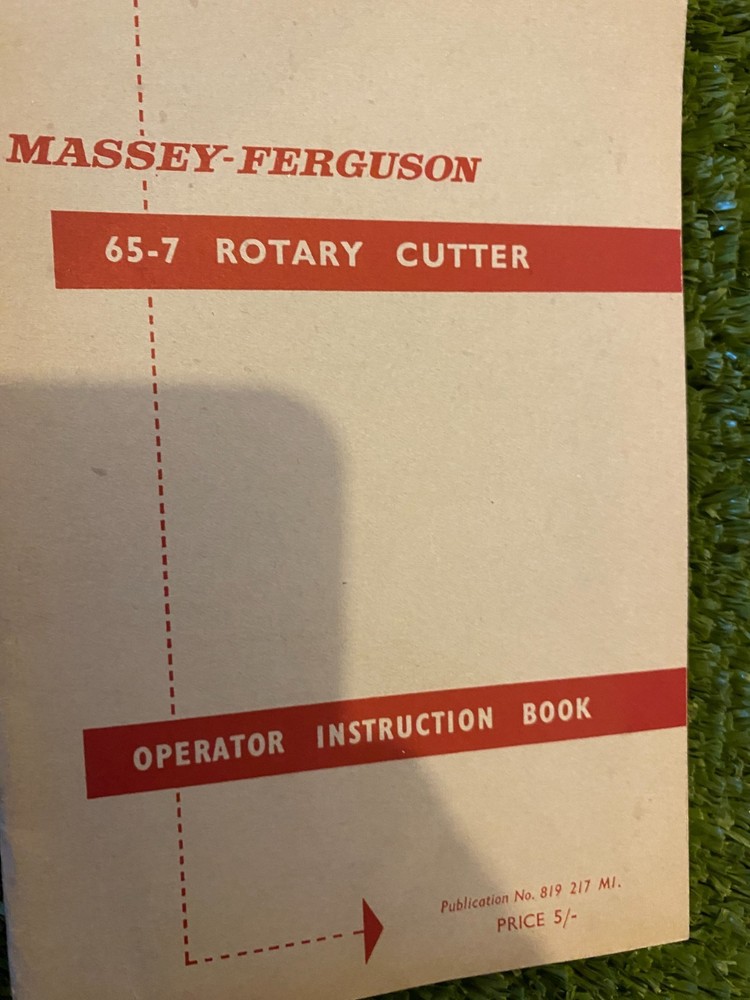 MASSEY-FERGUSON
65-7 ROTARY CUTTER
OPERATOR INSTRUCTION BOOK
Publication No. 819 217 M1.
PRICE 5/-